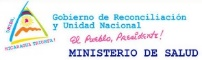 Gobierno de Reconciliación
y Unidad Nacional
El Pueblo, Presidente!
MINISTERIO DE SALUD